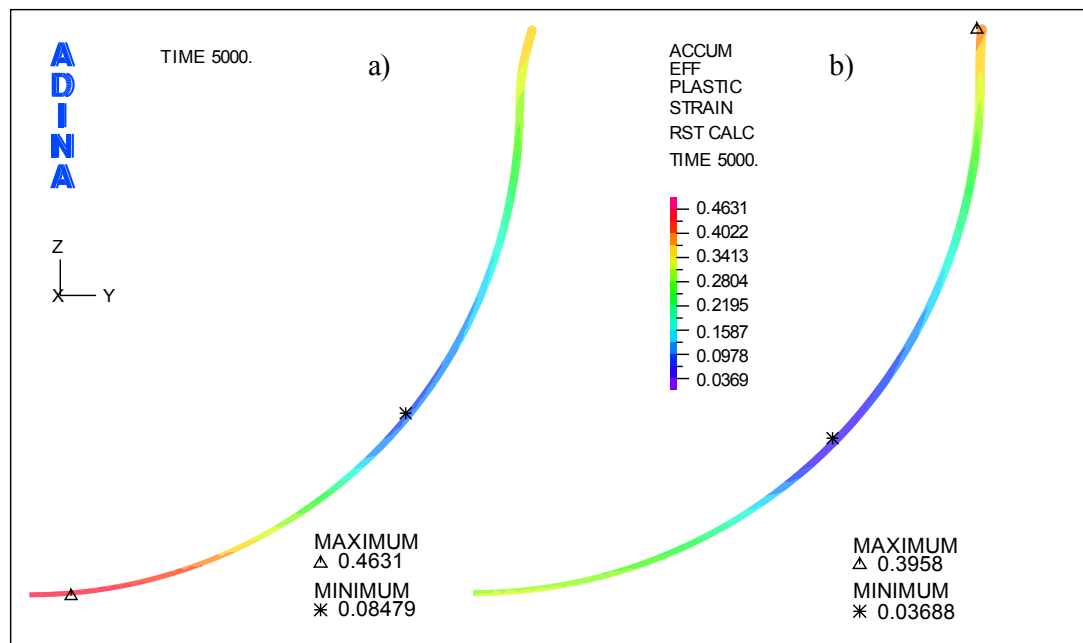 ADINA
TIME 5000.
a)
Z
X
Y
MAXIMUM
0.4631
MINIMUM
0.08479
ACCUM
EFF
PLASTIC
STRAIN
RST CALC
TIME 5000.
b)
0.4631
0.4022
0.3413
0.2804
0.2195
0.1587
0.0978
0.0369
MAXIMUM
0.3958
MINIMUM
0.03688